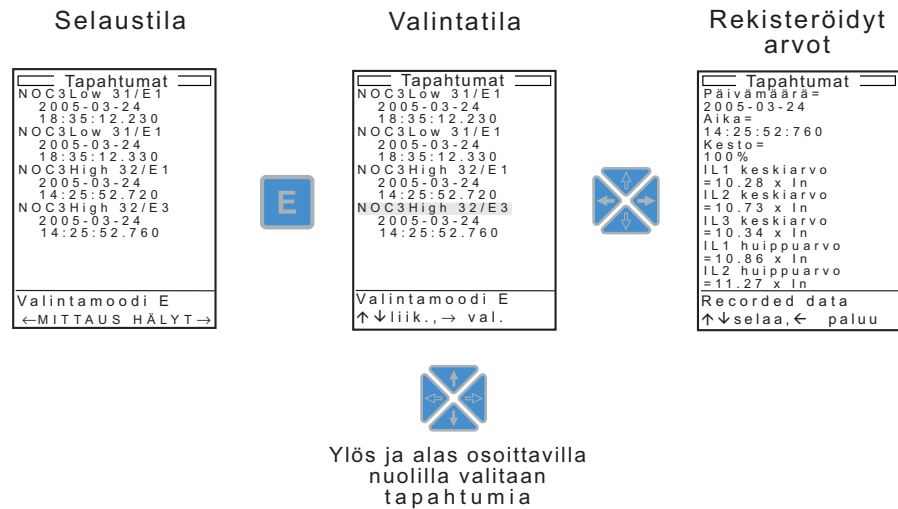 Selaustila
Tapahtumat
NOC3Low 31/E1
2005-03-24
18:35:12.230
NOC3Low 31/E1
2005-03-24
18:35:12.330
NOC3High 32/E1
2005-03-24
14:25:52.720
NOC3High 32/E3
2005-03-24
14:25:52.760
Valintamoodi E
←MITTAUS HÄLYT→
E
Valintatila
Tapahtumat
NOC3Low 31/E1
2005-03-24
18:35:12.230
NOC3Low 31/E1
2005-03-24
18:35:12.330
NOC3High 32/E1
2005-03-24
14:25:52.720
NOC3High 32/E3
2005-03-24
14:25:52.760
Valintamoodi E
↑↓liik.,→ val.
Ylös ja alas osoittavilla
nuolilla valitaan
tapahtumia
Rekisteröidyt
arvot
Tapahtumat
Päivämäärä=
2005-03-24
Aika=
14:25:52:760
Kesto=
100%
IL1 keskiarvo
=10.28 x In
IL2 keskiarvo
=10.73 x In
IL3 keskiarvo
=10.34 x In
IL1 huippuarvo
=10.86 x In
IL2 huippuarvo
=11.27 x In
Recorded data
↑↓selaa,← paluu